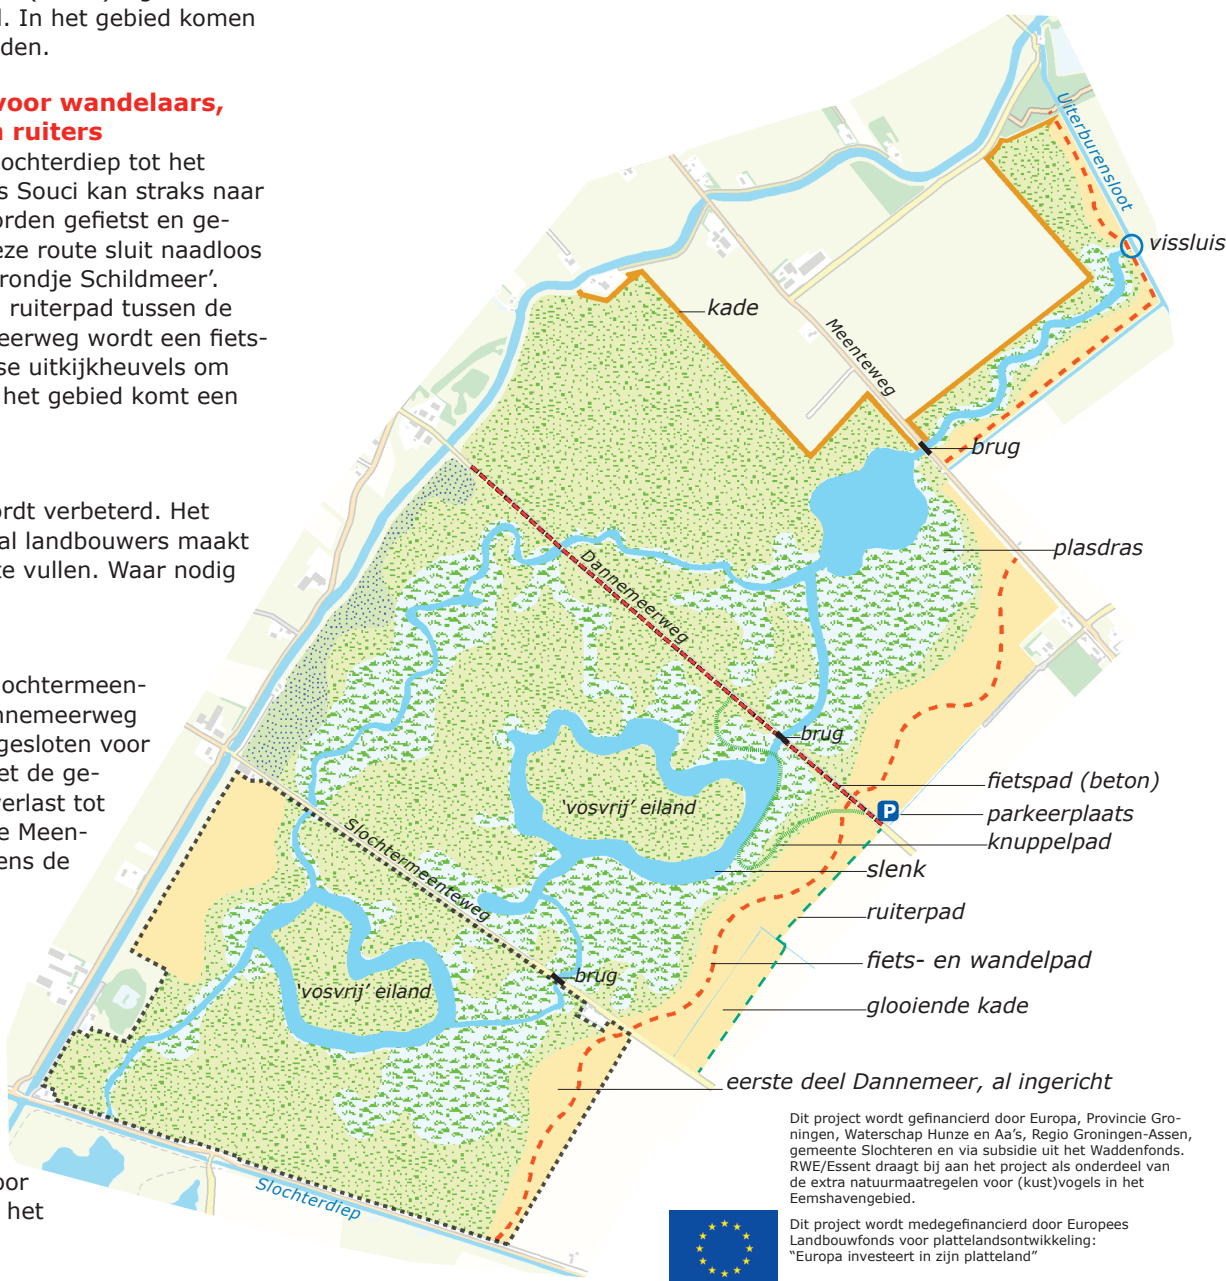 . In het gebied komen
den.
voor wandelaars,
ruiters
lochterdiep tot het
s Souci kan straks naar
orden gefietst en ge-
eze route sluit naadloos
rondje Schildmeer’.
ruiterpad tussen de
eerweg wordt een fiets-
se uitkijkheuvels om
het gebied komt een
rdt verbeterd. Het
al landbouwers maakt
te vullen. Waar nodig
lochtermeen-
nnemeerweg
gesloten voor
et de ge-
verlast tot
e Meen-
ens de
oor
het
Uiterburensloot
vissluis
kade
Meenteweg
brug
plasdras
Dannemeerweg
brug
fietspad (beton)
P
parkeerplaats
knuppelpad
‘vosvrij’ eiland
slenk
Slochtermeenteweg
ruiterpad
fiets- en wandelpad
brug
‘vosvrij’ eiland
glooiende kade
eerste deel Dannemeer, al ingericht
Slochterdiep
Dit project wordt gefinancierd door Europa, Provincie Gro-
ningen, Waterschap Hunze en Aa’s, Regio Groningen-Assen,
gemeente Slochteren en via subsidie uit het Waddenfonds.
RWE/Essent draagt bij aan het project als onderdeel van
de extra natuurmaatregelen voor (kust)vogels in het
Eemshavengebied.
Dit project wordt medegefinancierd door Europees
Landbouwfonds voor plattelandsontwikkeling:
“Europa investeert in zijn platteland”